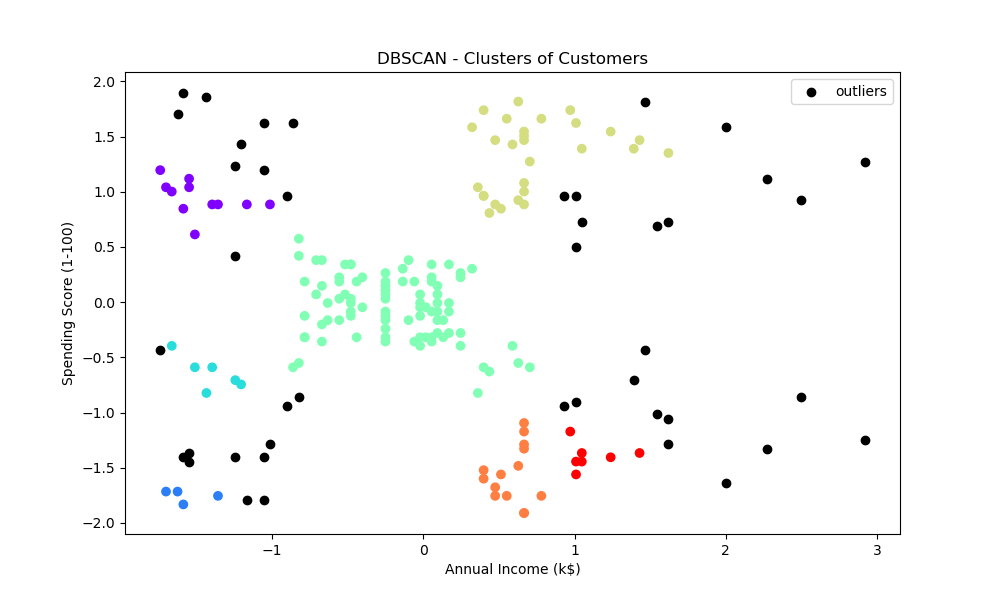 DBSCAN - Clusters of Customers
outliers
Spending Score (1-100)
2.0
1.5
1.0
0.5
0.0
−0.5
−1.0
−1.5
−2.0
−1 0 1 2 3
Annual Income (k$)